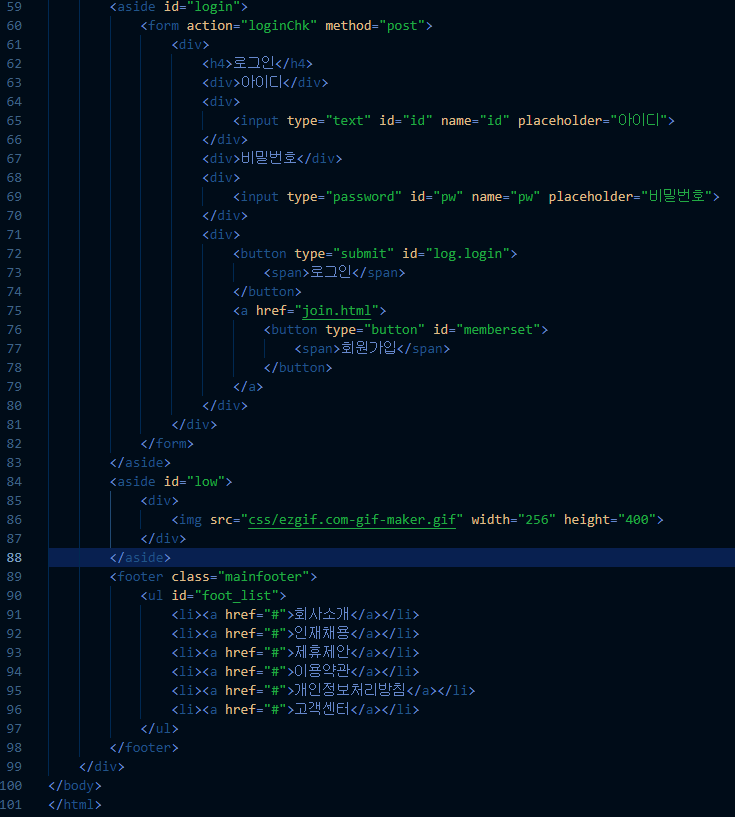 59 <aside id="login">
60 <form action="loginChk" method="post">
61 <div>
62 <h4>로그인</h4>
63 <div>아이디</div>
64 <div>
65 <input type="text" id="id" name="id" placeholder="아이디">
66 </div>
67 <div>비밀번호</div>
68 <div>
69 <input type="password" id="pw" name="pw" placeholder="비밀번호">
70 </div>
71 <div>
72 <button type="submit" id="log.login">
73 <span>로그인</span>
74 </button>
75 <a href="join.html">
76 <button type="button" id="memberset">
77 <span>회원가입</span>
78 </button>
79 </a>
80 </div>
81 </div>
82 </form>
83 </aside>
84 <aside id="low">
85 <div>
86 <img src="css/ezgif.com-gif-maker.gif" width="256" height="400">
87 </div>
88 </aside>
89 <footer class="mainfooter">
90 <ul id="foot_list">
91 <li><a href="#">회사소개</a></li>
92 <li><a href="#">인재채용</a></li>
93 <li><a href="#">제휴제안</a></li>
94 <li><a href="#">이용약관</a></li>
95 <li><a href="#">개인정보처리방침</a></li>
96 <li><a href="#">고객센터</a></li>
97 </ul>
98 </footer>
99 </div>
100 </body>
101 </html>